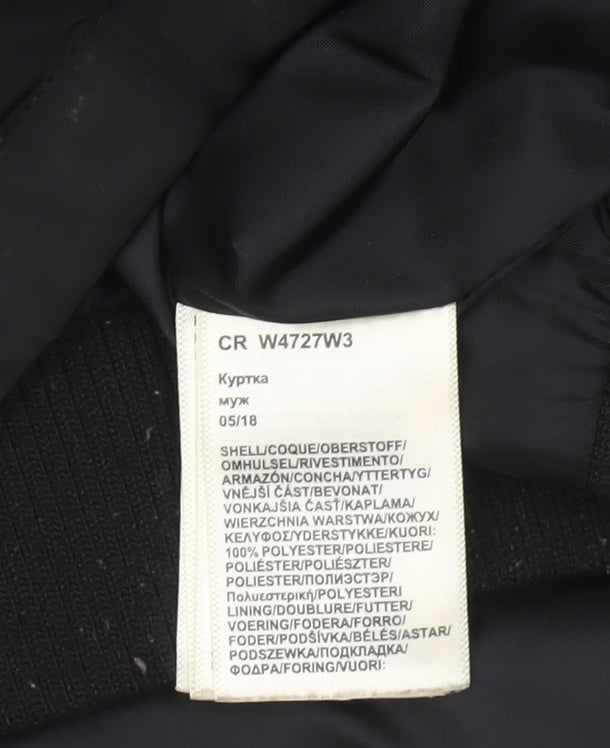 CR W4727W3
Куртка
муж
05/18
SHELL/COQUE/OBERSTOFF/
OMHULSEL/RIVESTIMENTO/
ARMAZÓN/CONCHA/YTTERTYG/
VNĚJŠÍ ČÁST/BEVONAT/
VONKAJŠIA ČASŤ/KAPLAMA/
WIERZCHNIA WARSTWA/КОЖУХ/
ΚΕΛΥΦΟΣ/YDERSTYKKE/KUORI:
100% POLYESTER/POLIESTERE/
POLIÉSTER/POLIÉSZTER/
POLIESTER/ПОЛИЭСТЭР/
Πολυεστερική/POLYESTERI
LINING/DOUBLURE/FUTTER/
VOERING/FODERA/FORRO/
FODER/PODŠÍVKA/BÉLÉS/ASTAR/
PODSZEWKA/ПОДКЛАДКА/
ΦΟΔΡΑ/FORING/VUORI: